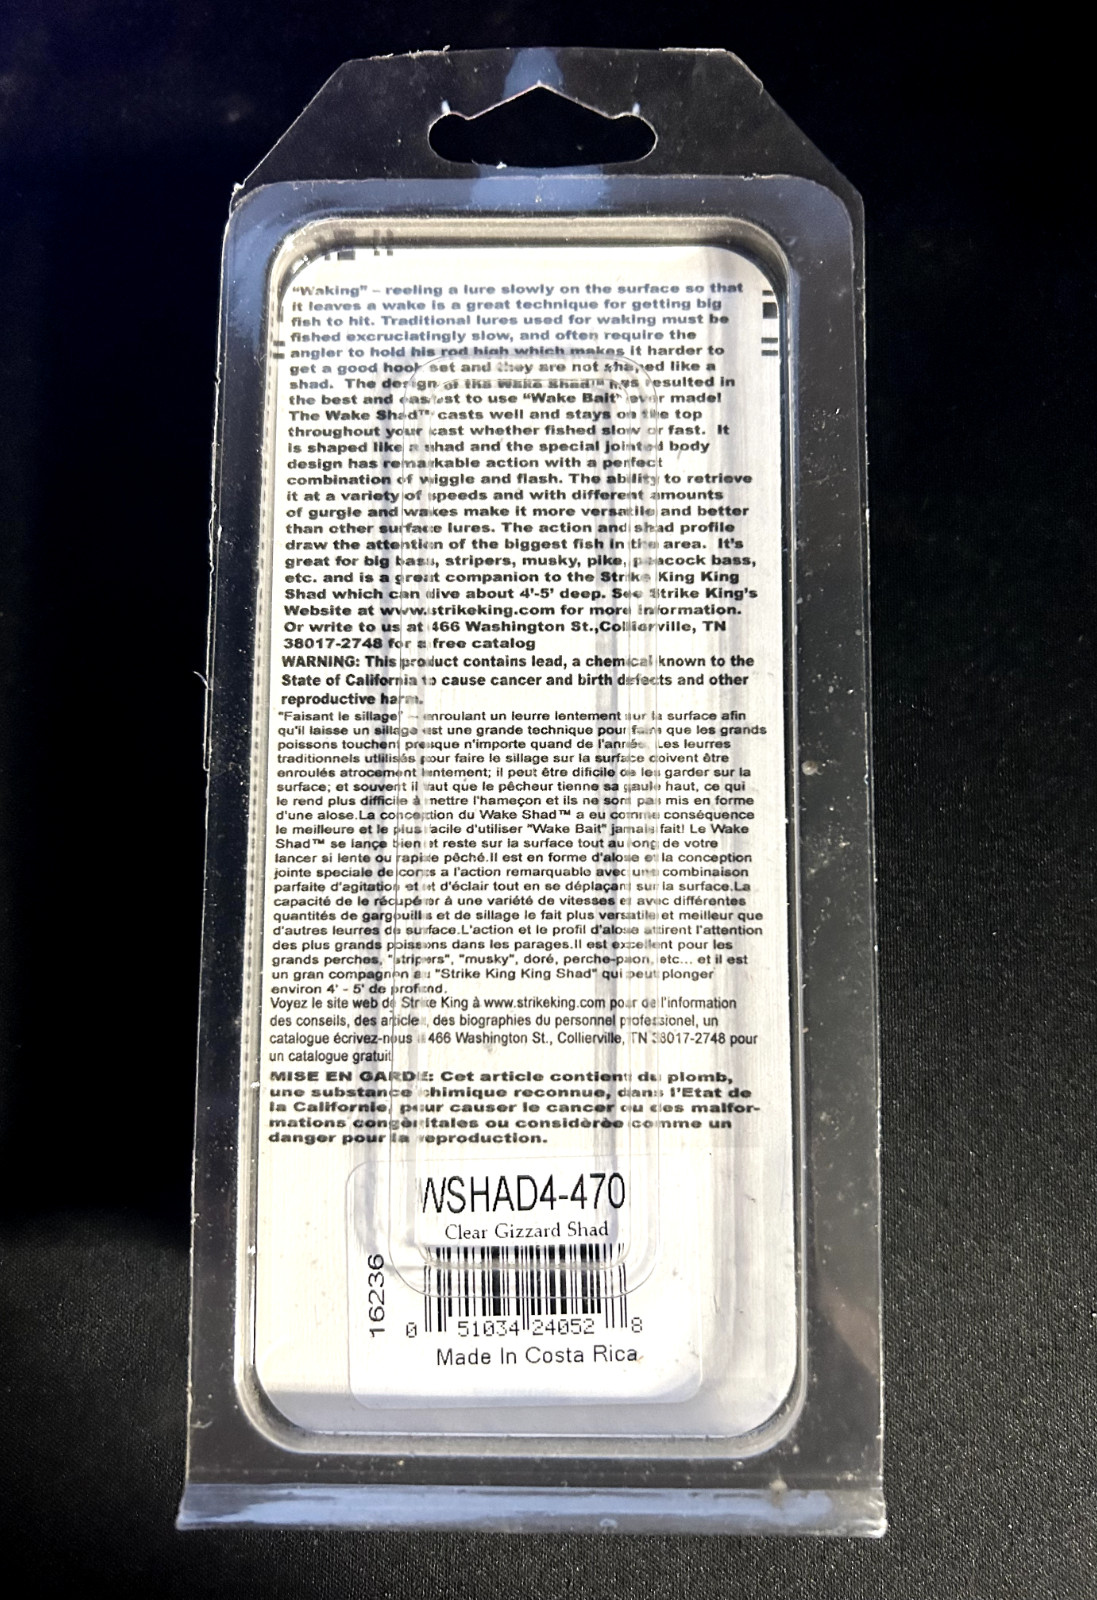 "Waking" – reeling a lure slowly on the surface so that
it leaves a wake is a great technique for getting big
fish to hit. Traditional lures used for waking must be
fished excruciatingly slow, and often require the
angler to hold his rod high which makes it harder to
get a good hook set and they are not shaped like a
shad. The design of the Wake Shad™ has resulted in
the best and easiest to use "Wake Bait" ever made!
The Wake Shad™ casts well and stays on the top
throughout your cast whether fished slow or fast. It
is shaped like a shad and the special jointed body
design has remarkable action with a perfect
combination of wiggle and flash. The ability to retrieve
it at a variety of speeds and with different amounts
of gurgle and wakes make it more versatile and better
than other surface lures. The action and shad profile
draw the attention of the biggest fish in the area. It's
great for big bass, stripers, musky, pike, peacock bass,
etc. and is a great companion to the Strike King King
Shad which can dive about 4'-5' deep. See Strike King's
Website at www.strikeking.com for more information.
Or write to us at 466 Washington St.,Collierville, TN
38017-2748 for a free catalog
WARNING: This product contains lead, a chemical known to the
State of California to cause cancer and birth defects and other
reproductive harm.
"Faisant le sillage" – enroulant un leurre lentement sur la surface afin
qu'il laisse un sillage est une grande technique pour faire que les grands
poissons touchent presque n'importe quand de l'année. Les leurres
traditionnels utilisés pour faire le sillage sur la surface doivent être
enroulés atrocement lentement; il peut être dificile de les garder sur la
surface; et souvent il faut que le pêcheur tienne sa gaule haut, ce qui
le rend plus difficile à mettre l'hameçon et ils ne sont pas mis en forme
d'une alose.La conception du Wake Shad™ a eu comme conséquence
le meilleure et le plus facile d'utiliser "Wake Bait" jamais fait! Le Wake
Shad™ se lance bien et reste sur la surface tout au long de votre
lancer si lente ou rapide pêché.Il est en forme d'alose et la conception
jointe speciale de corps a l'action remarquable avec une combinaison
parfaite d'agitation et et d'éclair tout en se déplaçant sur la surface.La
capacité de le récupéror à une variété de vitesses et avec différentes
quantités de gargouillis et de sillage le fait plus versatile et meilleur que
d'autres leurres de surface.L'action et le profil d'alose attirent l'attention
des plus grands poissons dans les parages.Il est excellent pour les
grands perches, "stripers", "musky", doré, perche-paon, etc... et il est
un gran compagnon au "Strike King King Shad" qui peut plonger
environ 4' - 5' de profond.
Voyez le site web de Strike King à www.strikeking.com pour de l'information
des conseils, des articles, des biographies du personnel professionel, un
catalogue écrivez-nous à 466 Washington St., Collierville, TN 38017-2748 pour
un catalogue gratuit
MISE EN GARDE: Cet article contient du plomb,
une substance chimique reconnue, dans l'Etat de
la Californie, pour causer le cancer ou des malfor-
mations congenitales ou considèrée comme un
danger pour la reproduction.
WSHAD4-470
Clear Gizzard Shad
16236
0 51034 24052 8
Made In Costa Rica